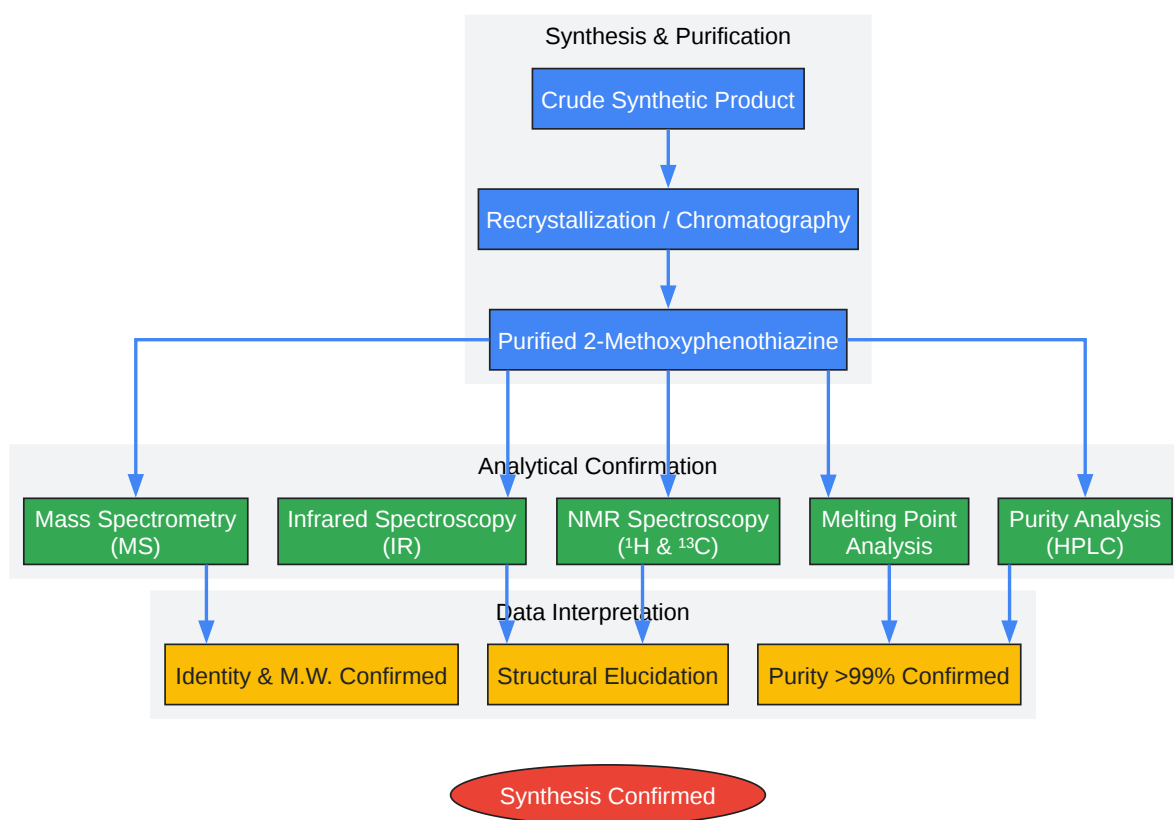 Synthesis & Purification
Crude Synthetic Product
Recrystallization / Chromatography
Purified 2-Methoxyphenothiazine
Analytical Confirmation
Mass Spectrometry
(MS)
Infrared Spectroscopy
(IR)
NMR Spectroscopy
(¹H & ¹³C)
Melting Point
Analysis
Purity Analysis
(HPLC)
Data Interpretation
Identity & M.W. Confirmed
Structural Elucidation
Purity >99% Confirmed
Synthesis Confirmed